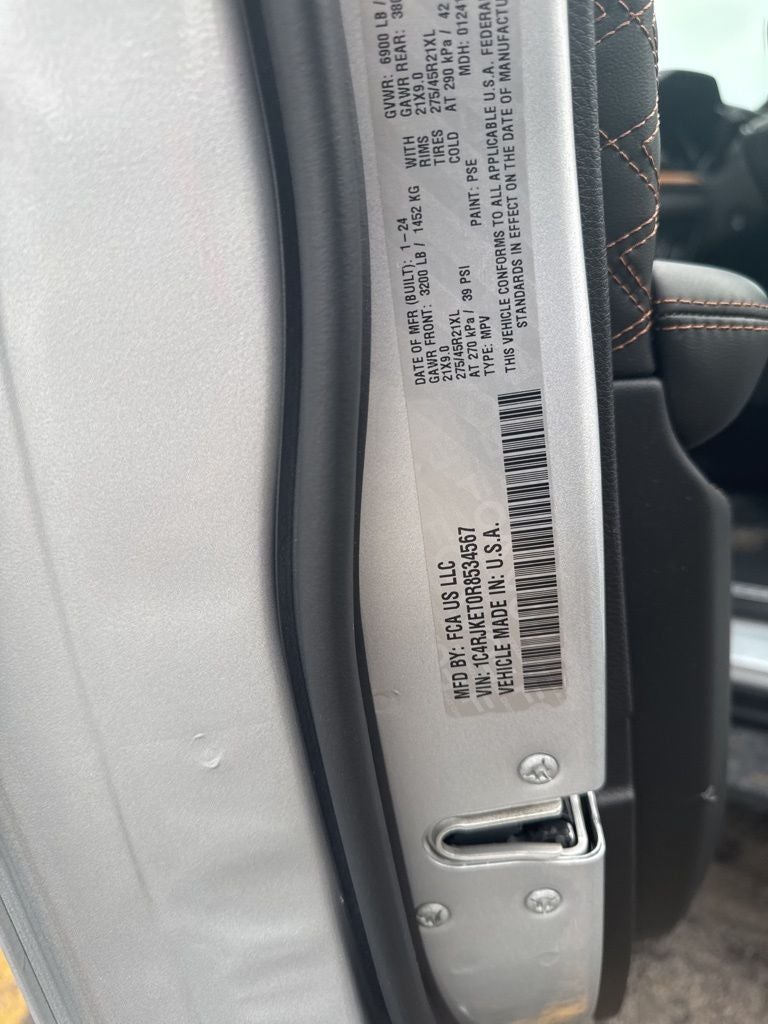 MFD BY: FCA US LLC
VIN: 1C4RJKET0R8534567
VEHICLE MADE IN: U.S.A.
DATE OF MFR (BUILT): 1-24
GAWR FRONT: 3200 LB / 1452 KG
21X9.0
275/45R21XL
AT 270 kPa / 39 PSI
TYPE: MPV
WITH
RIMS
TIRES
COLD
PAINT: PSE
GVWR: 6900 LB /
GAWR REAR: 380
21X9.0
275/45R21XL
AT 290 kPa / 42
MDH: 01241
THIS VEHICLE CONFORMS TO ALL APPLICABLE U.S.A. FEDERAL
STANDARDS IN EFFECT ON THE DATE OF MANUFACTU